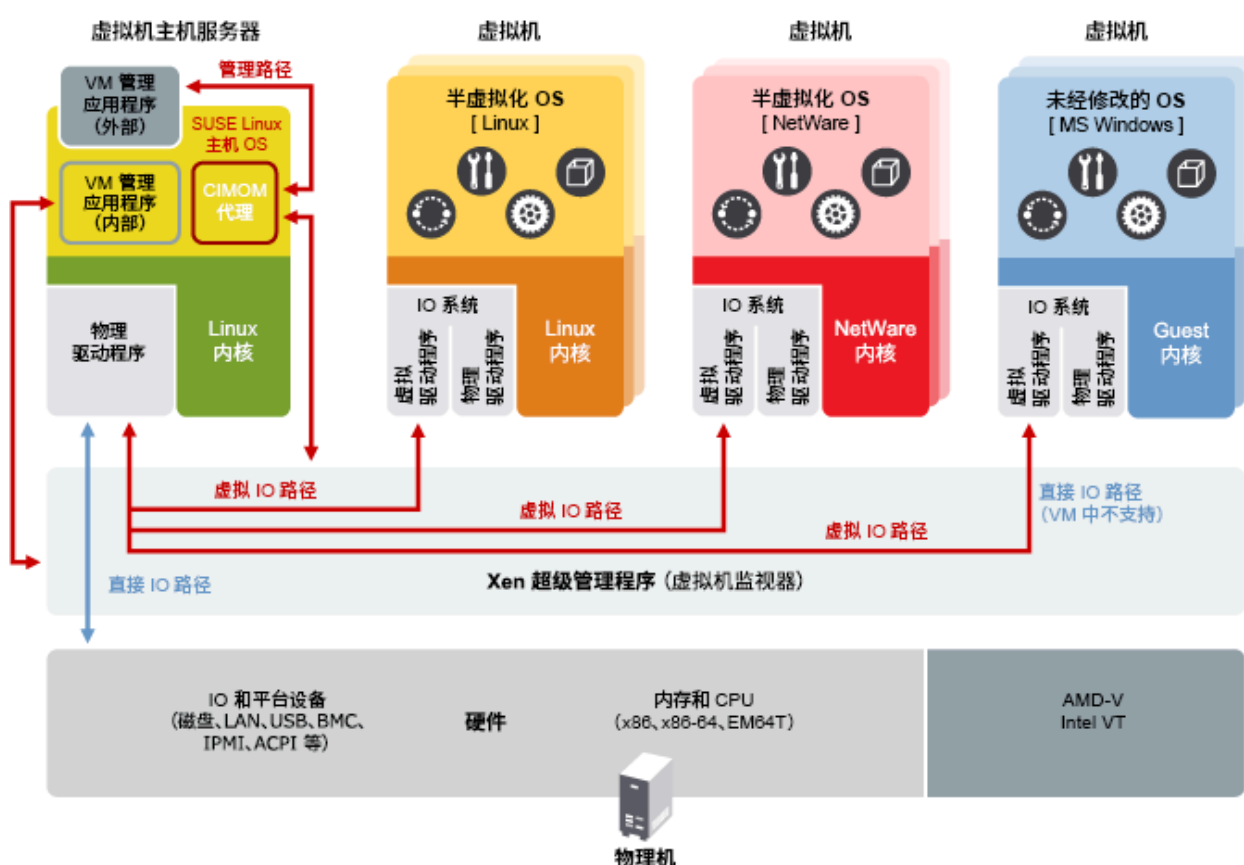 虚拟机主机服务器
虚拟机
虚拟机
虚拟机
VM 管理
应用程序
(外部)
管理路径
SUSE Linux
主机 OS
VM 管理
应用程序
(内部)
CIMOM
代理
物理
驱动程序
Linux
内核
半虚拟化 OS
[ Linux ]
IO 系统
虚拟
驱动程序
物理
驱动程序
Linux
内核
半虚拟化 OS
[ NetWare ]
IO 系统
虚拟
驱动程序
物理
驱动程序
NetWare
内核
未经修改的 OS
[ MS Windows ]
IO 系统
虚拟
驱动程序
物理
驱动程序
Guest
内核
虚拟 IO 路径
虚拟 IO 路径
虚拟 IO 路径
直接 IO 路径
(VM 中不支持)
直接 IO 路径
Xen 超级管理程序 (虚拟机监视器)
IO 和平台设备
(磁盘、LAN、USB、BMC、
IPMI、ACPI 等)
硬件
内存和 CPU
(x86、x86-64、EM64T)
AMD-V
Intel VT
物理机